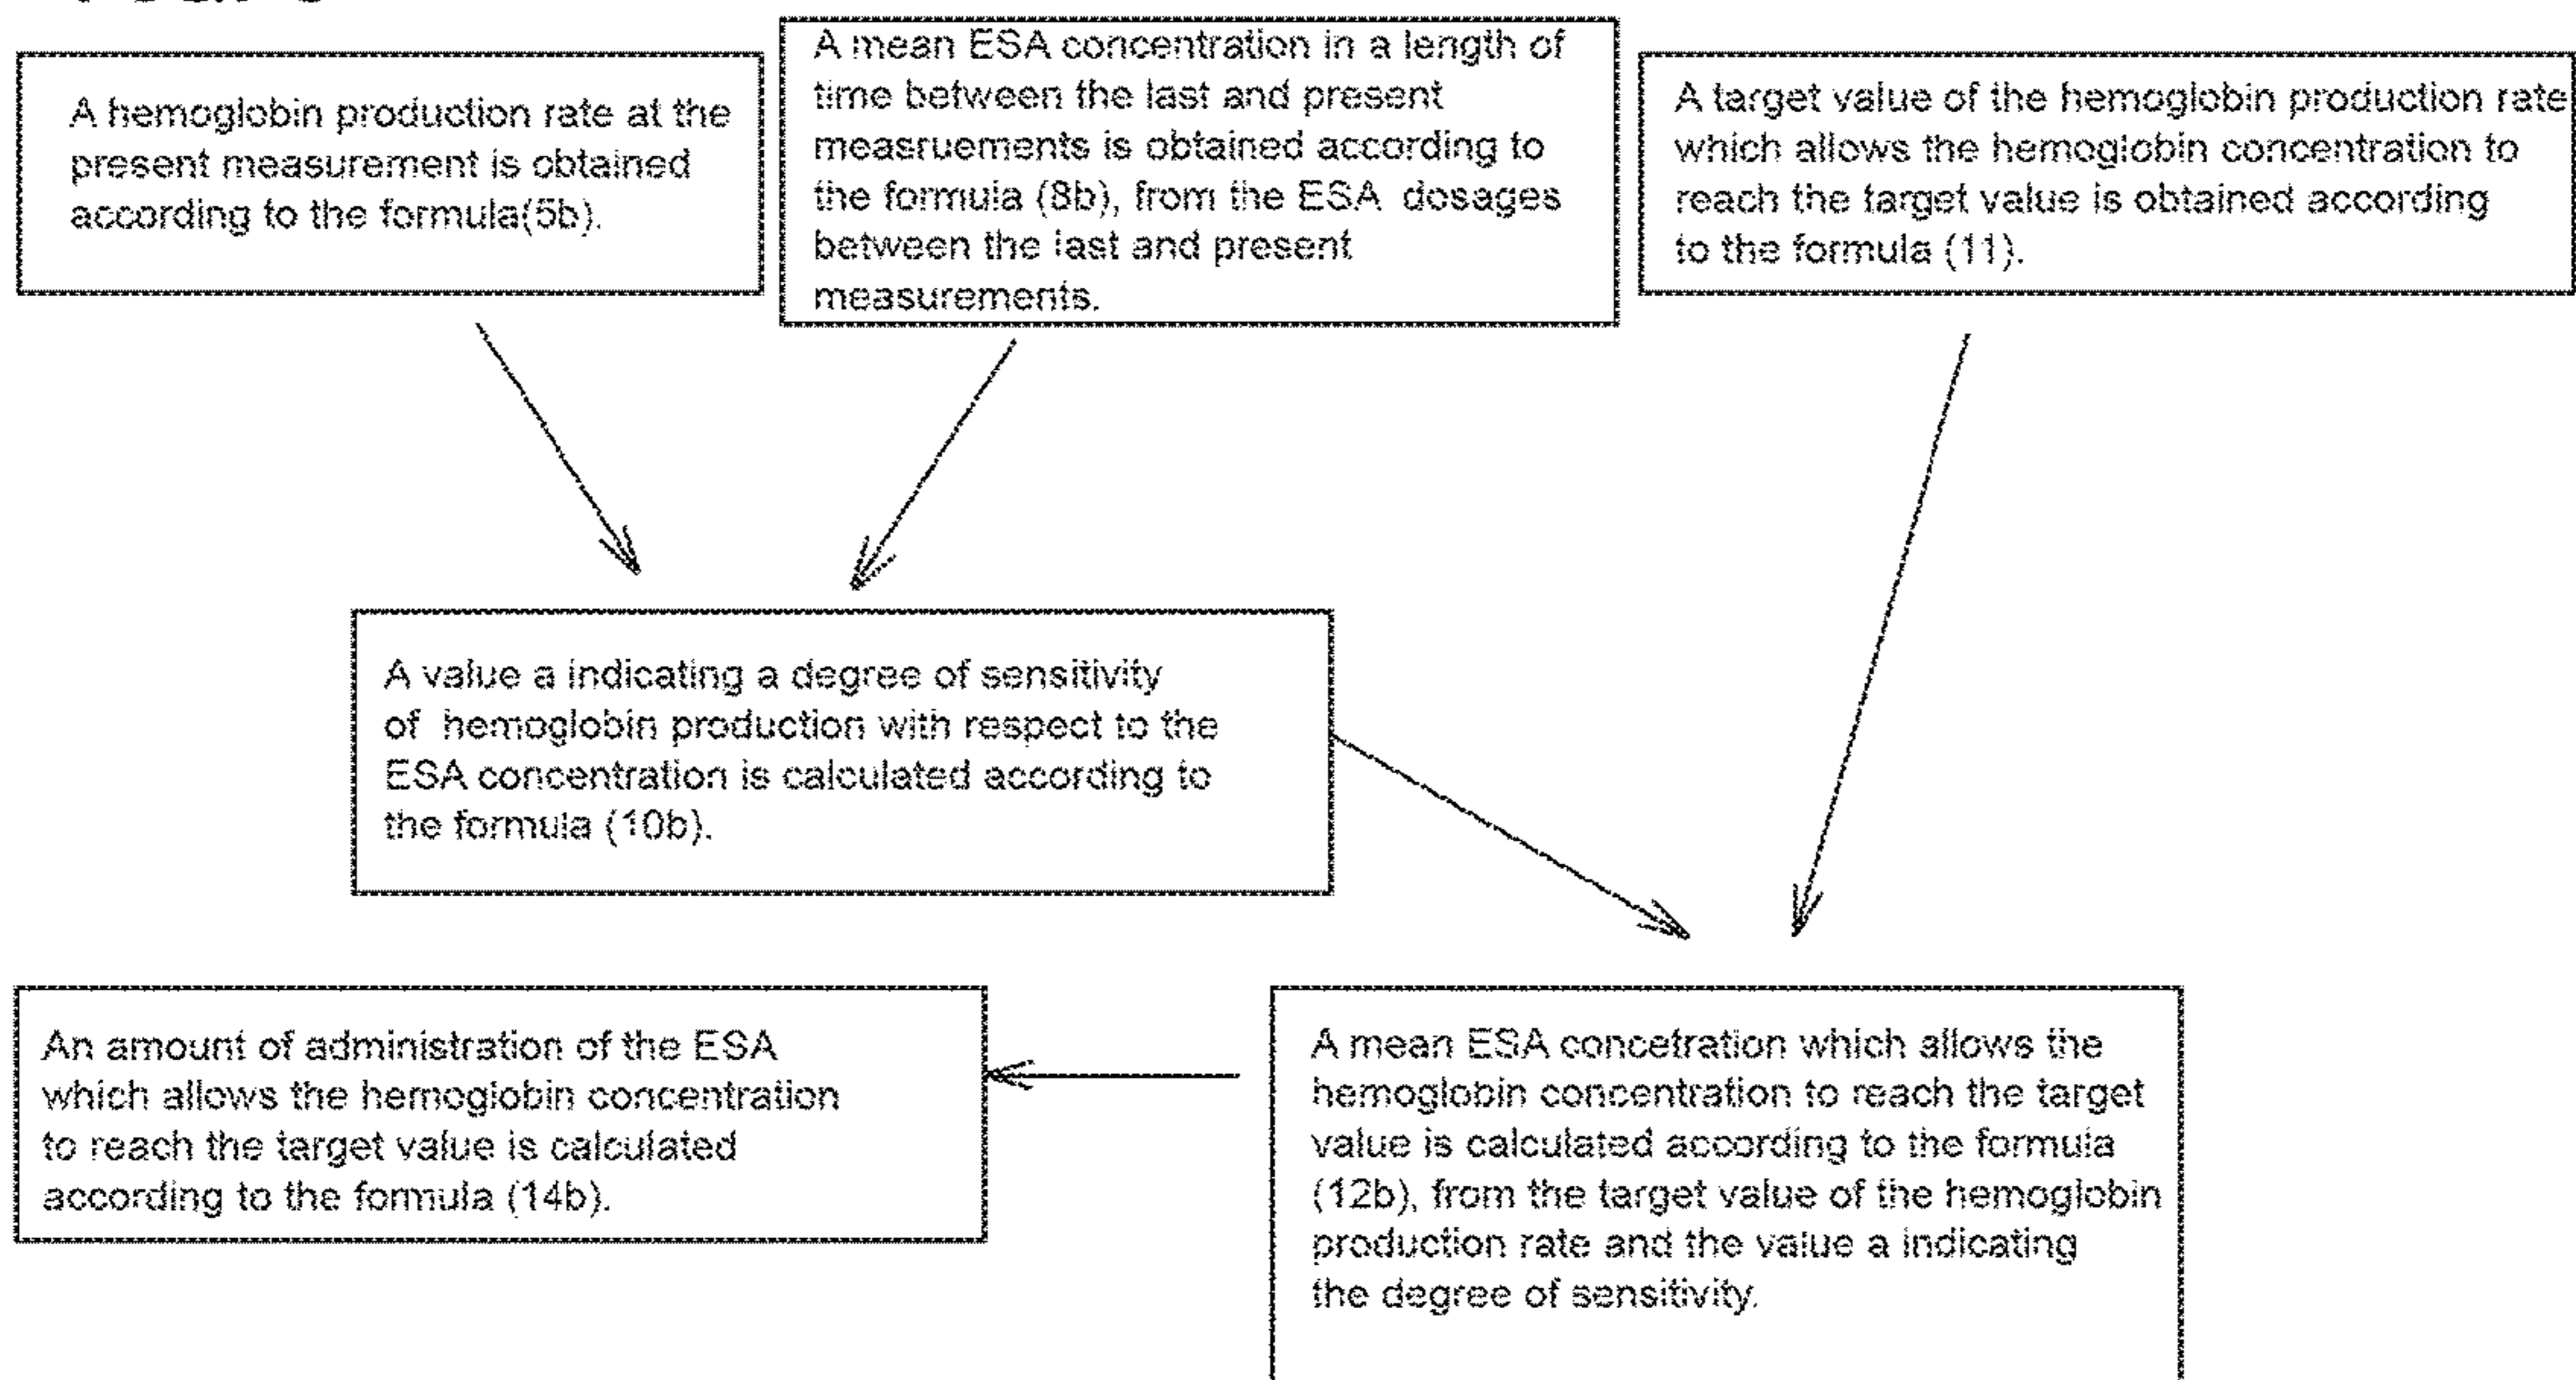 A hemoglobin production rate at the
present measurement is obtained
according to the formula(5b).
A mean ESA concentration in a length of
time between the last and present
measruements is obtained according to
the formula (8b), from the ESA dosages
between the last and present
measurements.
A target value of the hemoglobin production rate
which allows the hemoglobin concentration to
reach the target value is obtained according
to the formula (11).
A value a indicating a degree of sensitivity
of hemoglobin production with respect to the
ESA concentration is calculated according to
the formula (10b).
An amount of administration of the ESA
which allows the hemoglobin concentration
to reach the target value is calculated
according to the formula (14b).
A mean ESA concetration which allows the
hemoglobin concentration to reach the target
value is calculated according to the formula
(12b), from the target value of the hemoglobin
production rate and the value a indicating
the degree of sensitivity.